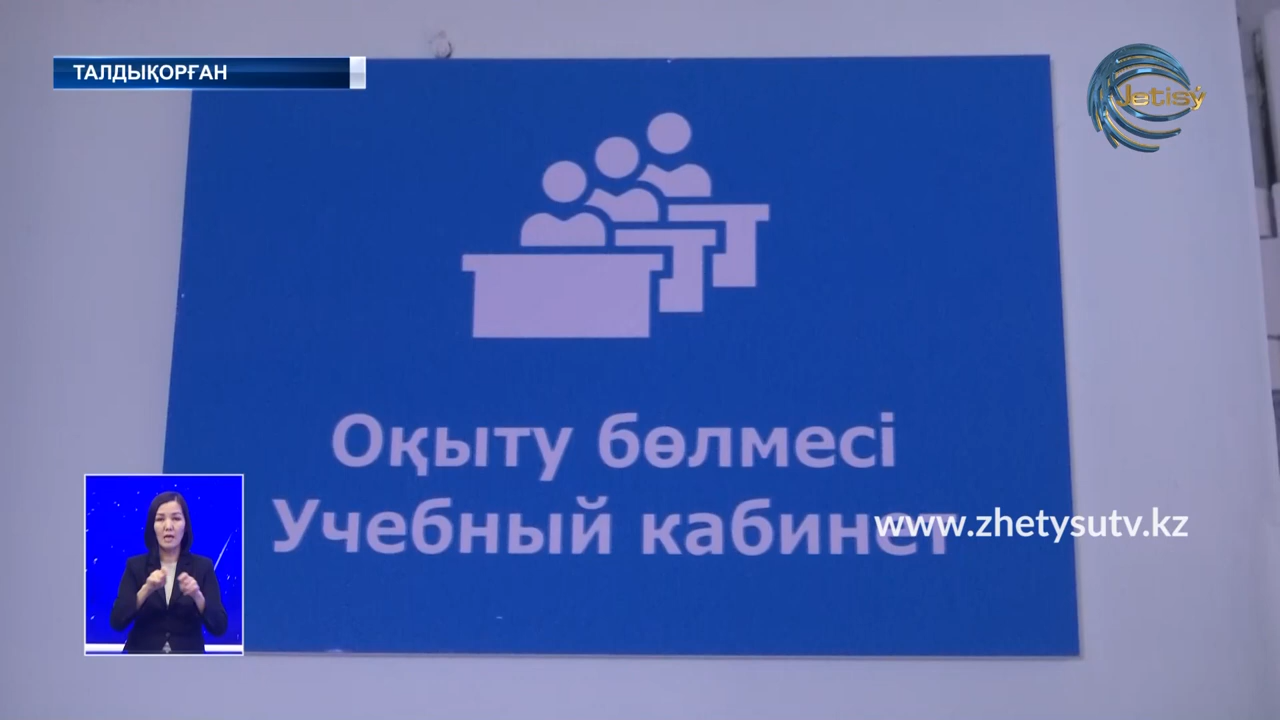 ТАЛДЫҚОРҒАН
Jetisý
Оқыту бөлмесі
Учебный кабинет
www.zhetysutv.kz